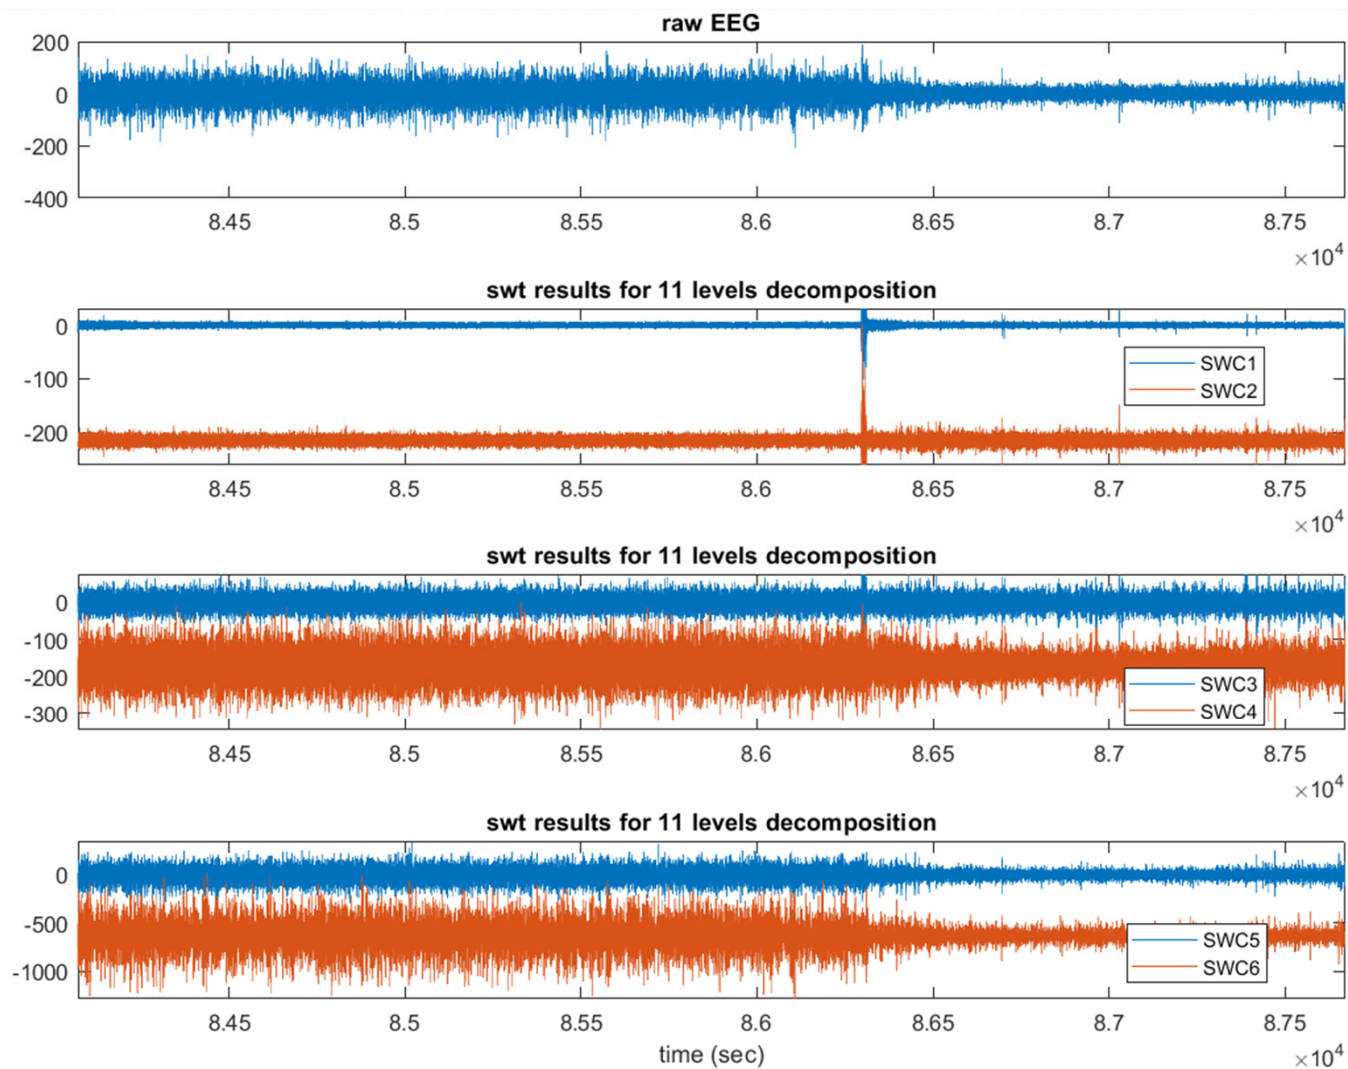 raw EEG
200
0
-200
-400
8.45 8.5 8.55 8.6 8.65 8.7 8.75
×10^4
swt results for 11 levels decomposition
0
-100
-200
SWC1
SWC2
8.45 8.5 8.55 8.6 8.65 8.7 8.75
×10^4
swt results for 11 levels decomposition
0
-100
-200
-300
SWC3
SWC4
8.45 8.5 8.55 8.6 8.65 8.7 8.75
×10^4
swt results for 11 levels decomposition
0
-500
-1000
SWC5
SWC6
8.45 8.5 8.55 8.6 8.65 8.7 8.75
time (sec)
×10^4